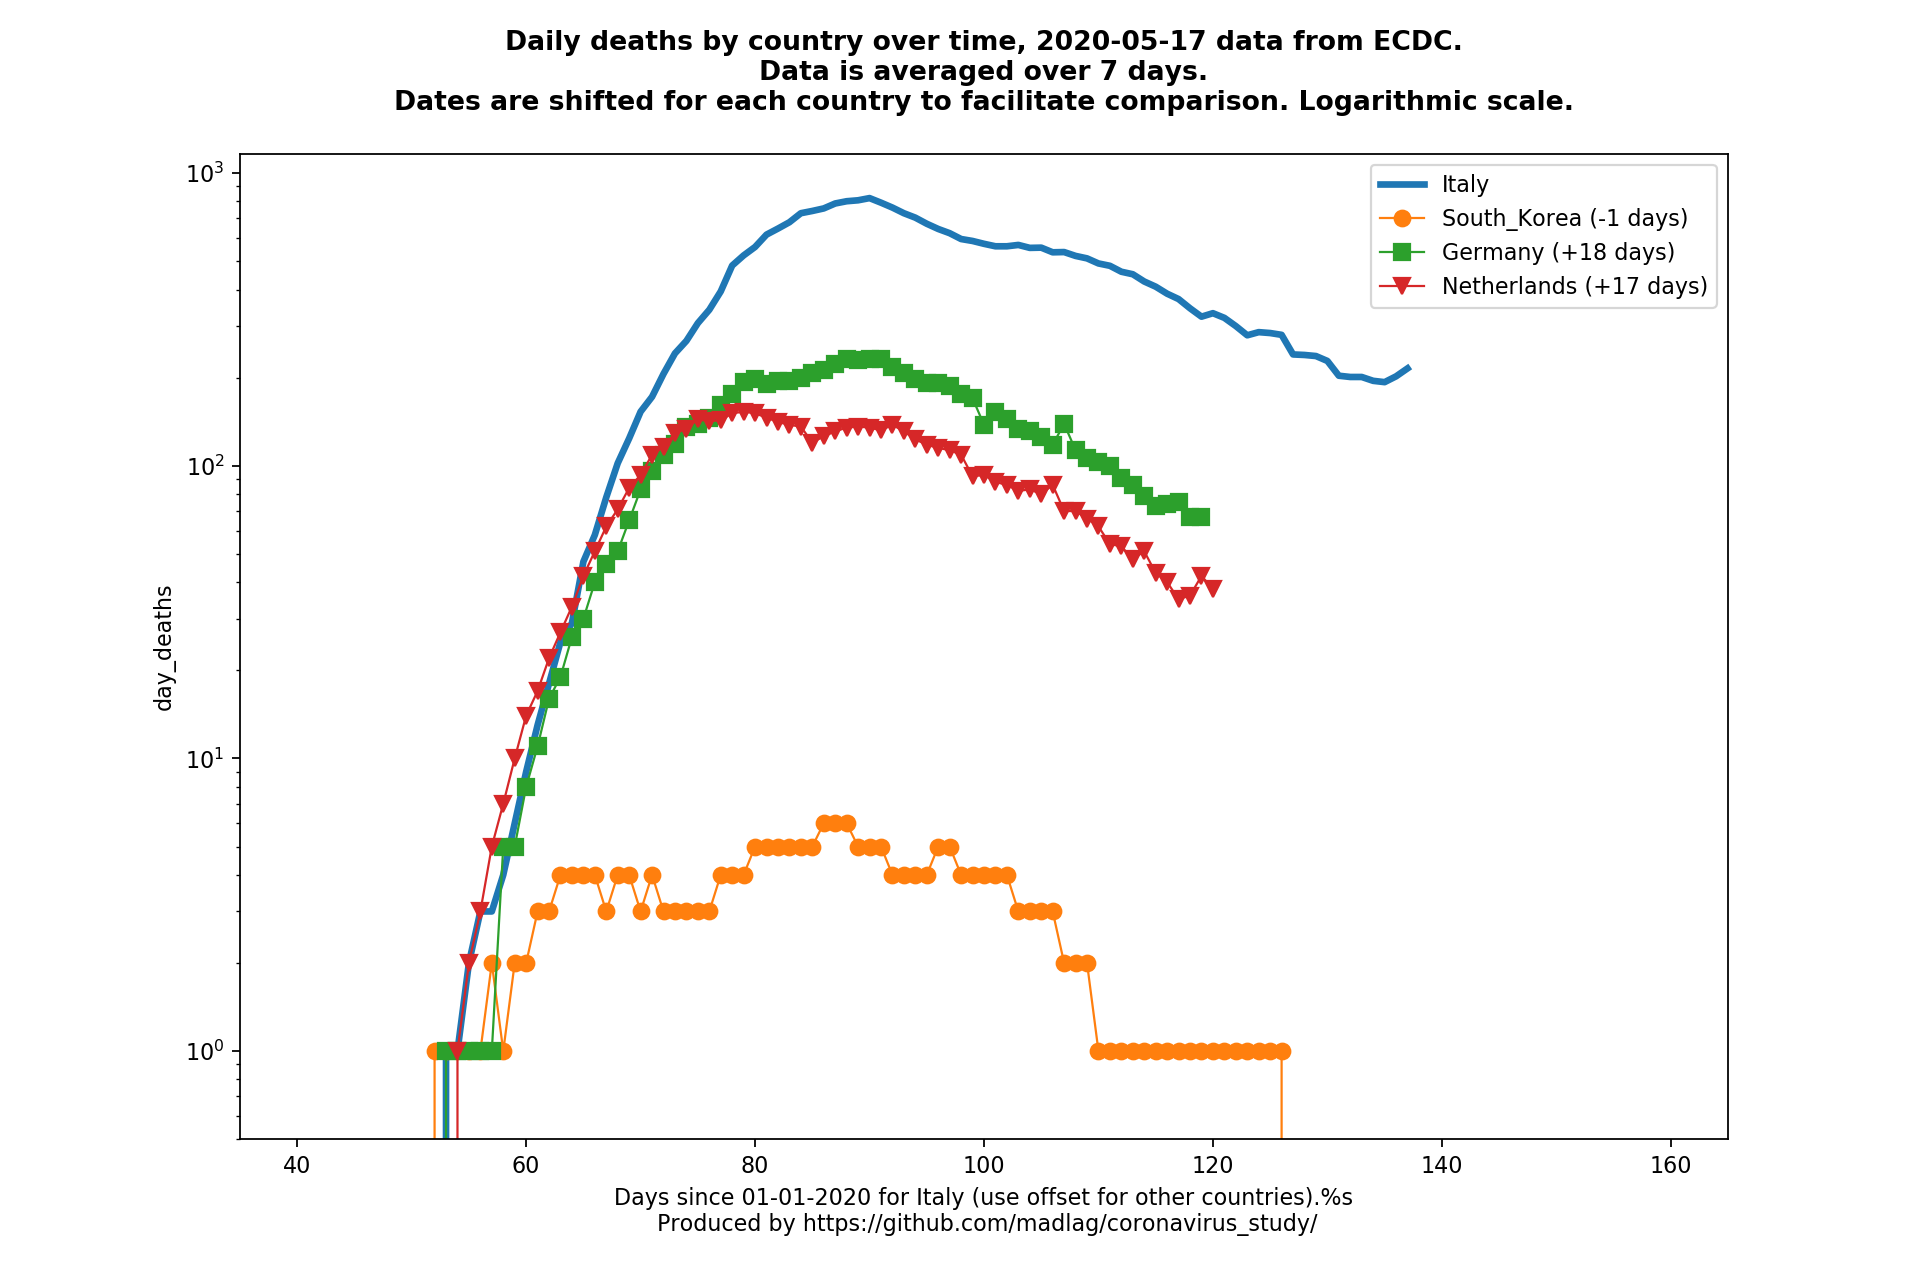 Daily deaths by country over time, 2020-05-17 data from ECDC.
Data is averaged over 7 days.
Dates are shifted for each country to facilitate comparison. Logarithmic scale.
10³
10²
10¹
10⁰
day_deaths
Italy
South_Korea (-1 days)
Germany (+18 days)
Netherlands (+17 days)
40 60 80 100 120 140 160
Days since 01-01-2020 for Italy (use offset for other countries).%s
Produced by https://github.com/madlag/coronavirus_study/